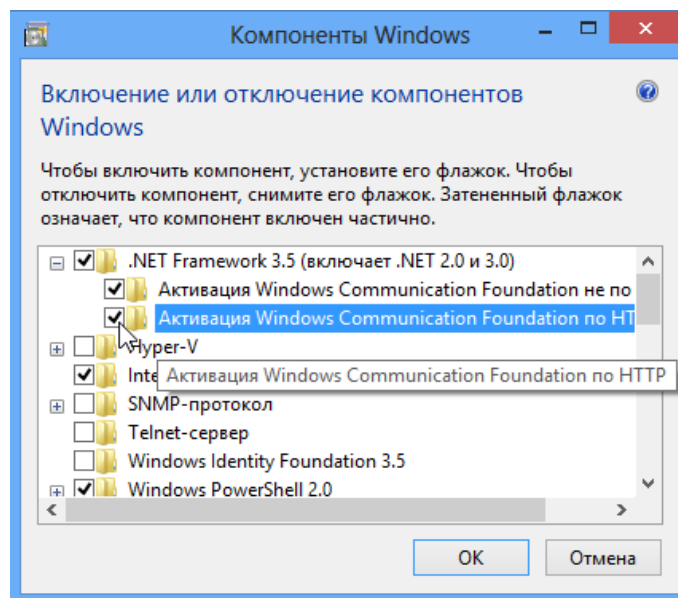 Компоненты Windows
Включение или отключение компонентов
Windows
Чтобы включить компонент, установите его флажок. Чтобы
отключить компонент, снимите его флажок. Затененный флажок
означает, что компонент включен частично.
.NET Framework 3.5 (включает .NET 2.0 и 3.0)
Активация Windows Communication Foundation не по
Активация Windows Communication Foundation по HT
Hyper-V
Inte
Активация Windows Communication Foundation по HTTP
SNMP-протокол
Telnet-сервер
Windows Identity Foundation 3.5
Windows PowerShell 2.0
ОК
Отмена